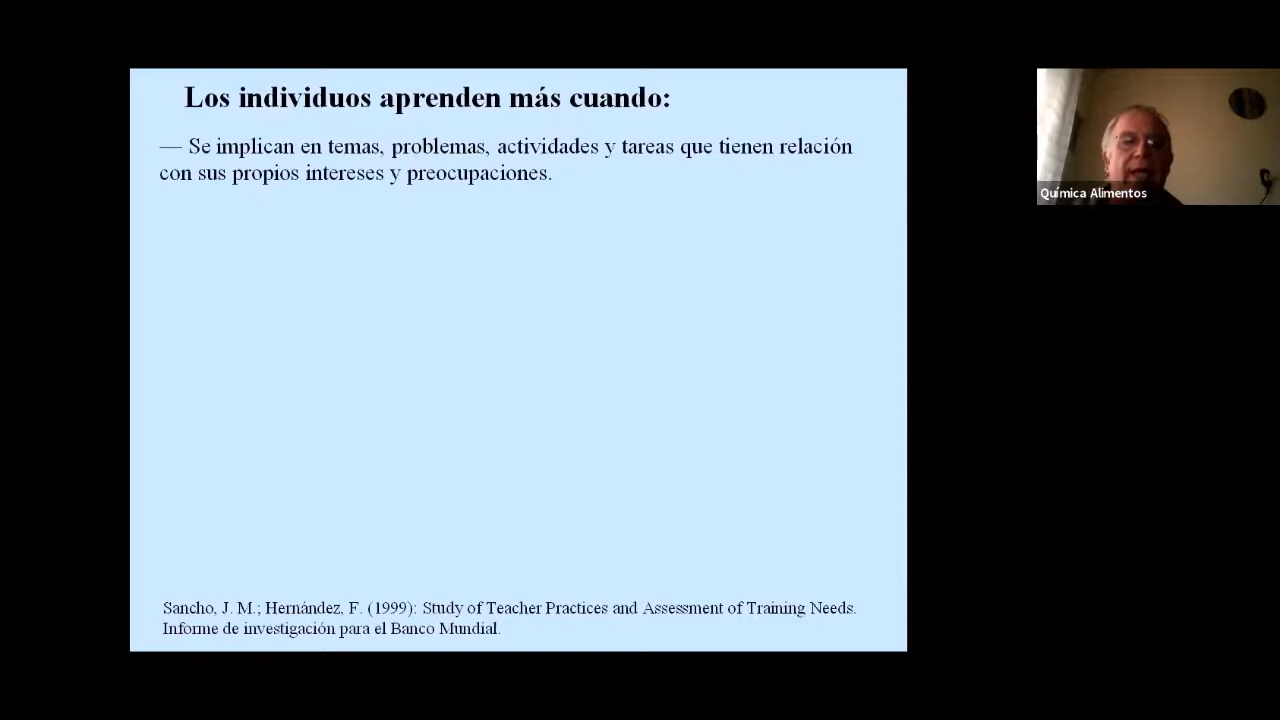 Los individuos aprenden más cuando:
— Se implican en temas, problemas, actividades y tareas que tienen relación
con sus propios intereses y preocupaciones.
Química Alimentos
Sancho, J. M.; Hernández, F. (1999): Study of Teacher Practices and Assessment of Training Needs.
Informe de investigación para el Banco Mundial.